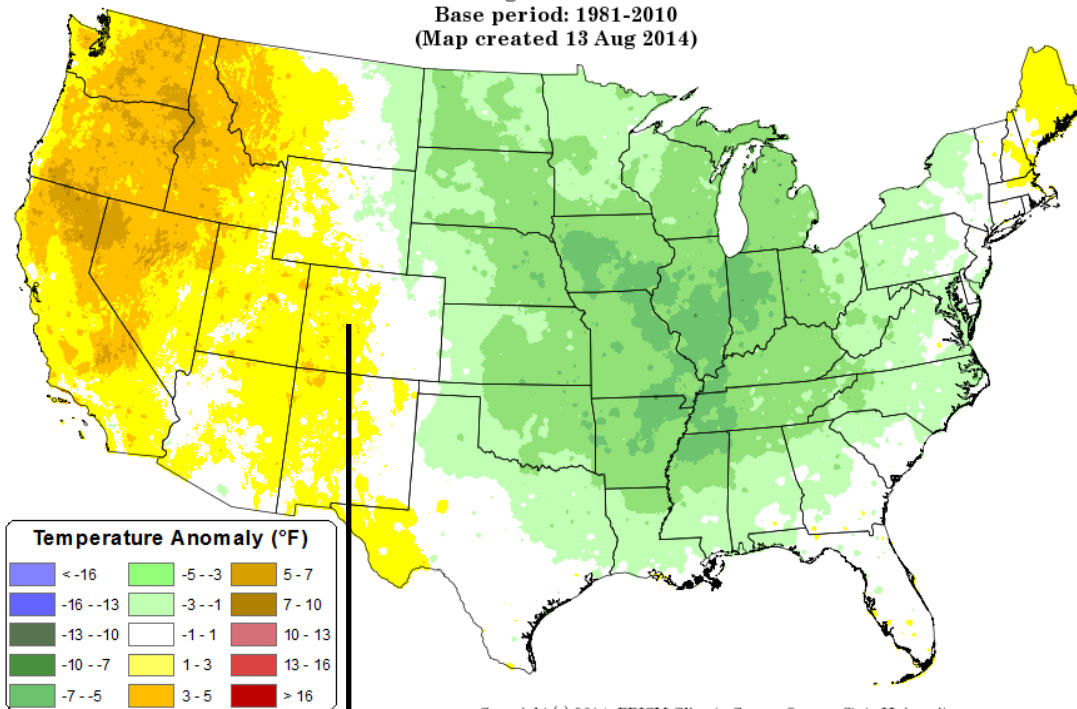 Base period: 1981-2010
(Map created 13 Aug 2014)
Temperature Anomaly (°F)
< -16
-16 - -13
-13 - -10
-10 - -7
-7 - -5
-5 - -3
-3 - -1
-1 - 1
1 - 3
3 - 5
5 - 7
7 - 10
10 - 13
13 - 16
> 16